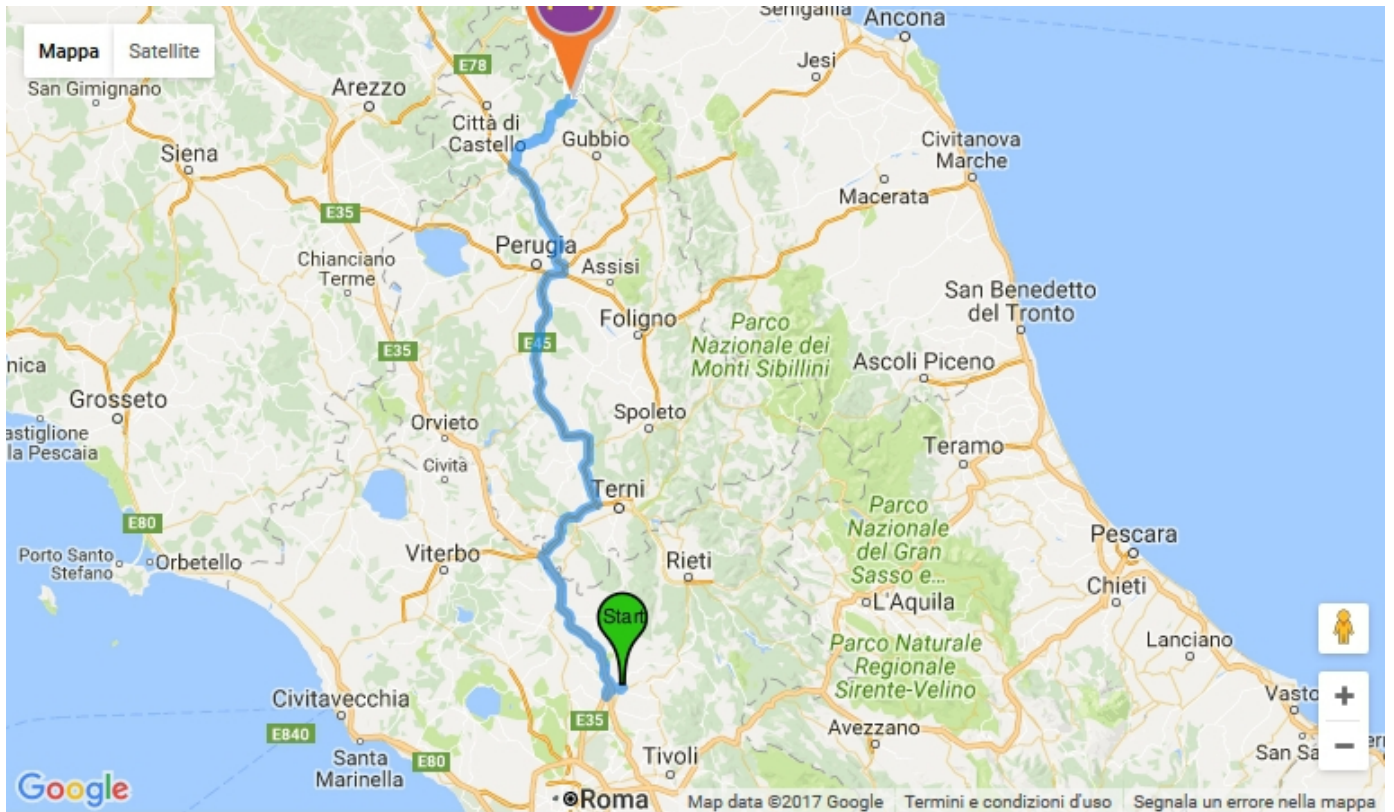 Senigallia
Ancona
Mappa
Satellite
E78
Jesi
San Gimignano
Arezzo
Città di
Castello
Gubbio
Civitanova
Marche
Siena
Macerata
E35
Perugia
Chianciano
Terme
Assisi
San Benedetto
del Tronto
Foligno
Parco
Nazionale dei
Monti Sibillini
E45
E35
Ascoli Piceno
nica
Grosseto
Spoleto
Orvieto
astiglione
la Pescaia
Teramo
Cività
Terni
Parco
Nazionale
del Gran
Sasso e...
E80
Pescara
Viterbo
Rieti
Porto Santo
Stefano
Orbetello
Chieti
L'Aquila
Start
Lanciano
Parco Naturale
Regionale
Sirente-Velino
Civitavecchia
Vasto
E35
E840
Avezzano
Santa
Marinella
E80
Tivoli
San Sa
Google
Roma
Map data ©2017 Google
Termini e condizioni d'uso
Segnala un errore nella mappa